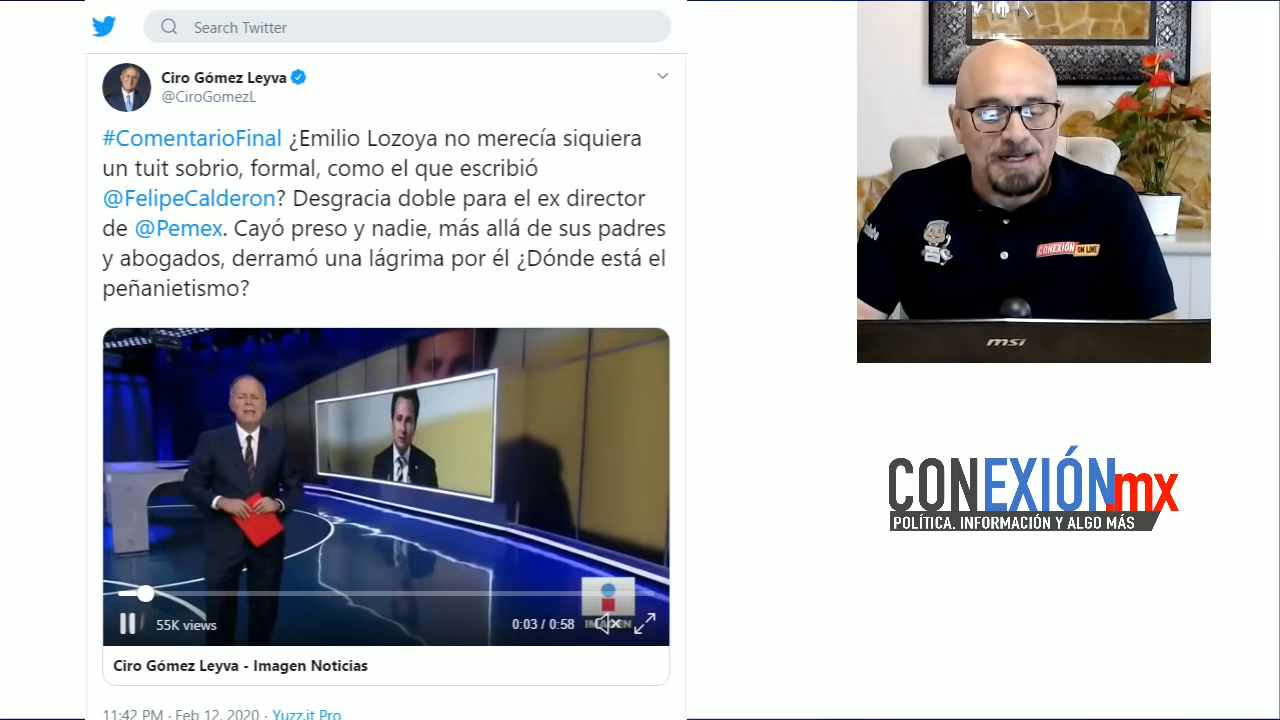 Search Twitter
Ciro Gómez Leyva
@CiroGomezL
#ComentarioFinal ¿Emilio Lozoya no merecía siquiera
un tuit sobrio, formal, como el que escribió
@FelipeCalderon? Desgracia doble para el ex director
de @Pemex. Cayó preso y nadie, más allá de sus padres
y abogados, derramó una lágrima por él ¿Dónde está el
peñanietismo?
55K views
0:03 / 0:58
IMAGEN
Ciro Gómez Leyva - Imagen Noticias
11:42 PM · Feb 12, 2020 · Yuzz.it Pro
CONEXIÓN ON LINE
msi
CONEXIÓN.mx
POLÍTICA. INFORMACIÓN Y ALGO MÁS